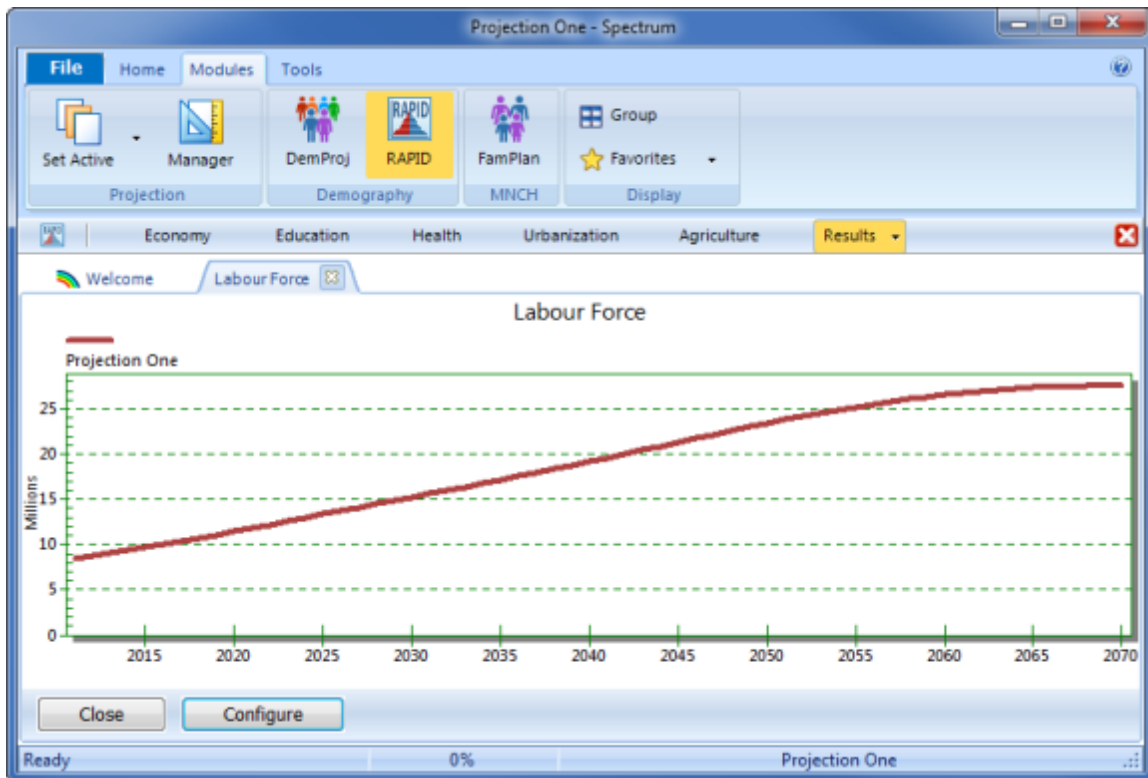 Projection One - Spectrum
File Home Modules Tools
Set Active Manager DemProj RAPID RAPID FamPlan Group Favorites
Projection Demography MNCH Display
Economy Education Health Urbanization Agriculture Results
Welcome Labour Force
Labour Force
Projection One
Millions
25
20
15
10
5
0
2015 2020 2025 2030 2035 2040 2045 2050 2055 2060 2065 2070
Close Configure
Ready 0% Projection One